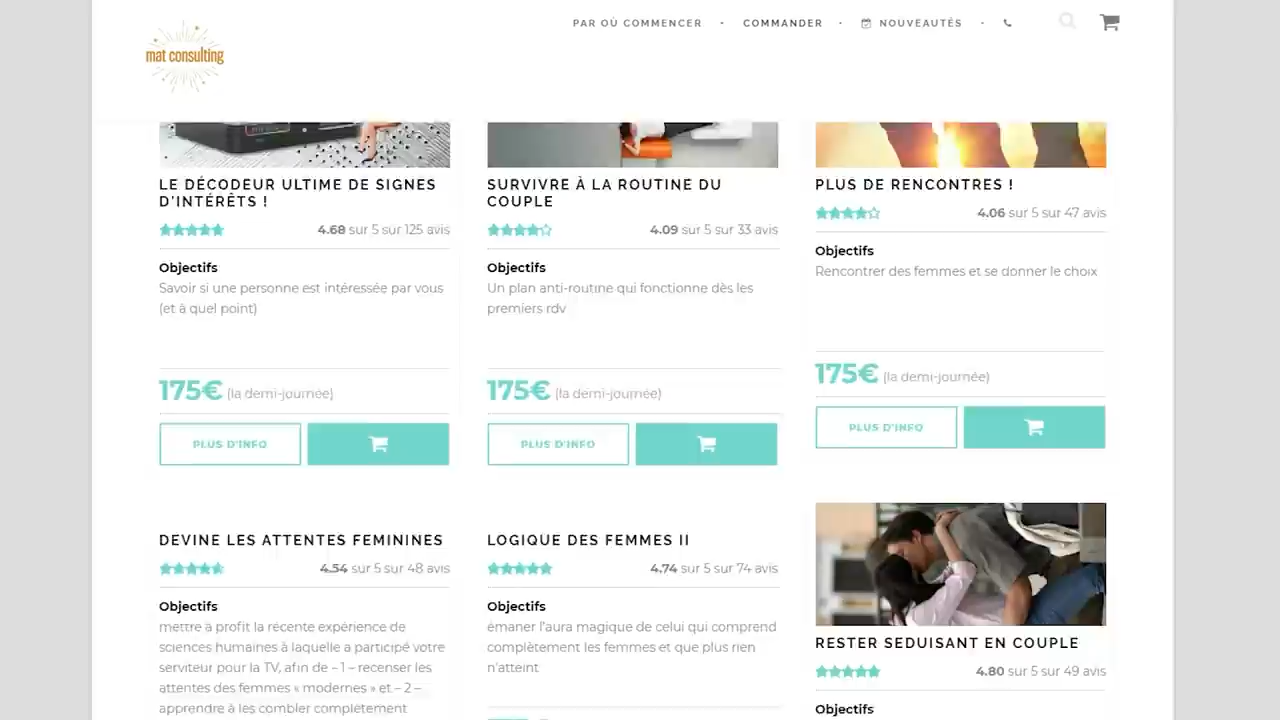 PAR OÙ COMMENCER • COMMANDER • NOUVEAUTÉS •
mat consulting
LE DÉCODEUR ULTIME DE SIGNES
D'INTÉRÊTS !
4.68 sur 5 sur 125 avis
Objectifs
Savoir si une personne est intéressée par vous
(et à quel point)
175€ (la demi-journée)
PLUS D'INFO
SURVIVRE À LA ROUTINE DU
COUPLE
4.09 sur 5 sur 33 avis
Objectifs
Un plan anti-routine qui fonctionne dès les
premiers rdv
175€ (la demi-journée)
PLUS D'INFO
PLUS DE RENCONTRES !
4.06 sur 5 sur 47 avis
Objectifs
Rencontrer des femmes et se donner le choix
175€ (la demi-journée)
PLUS D'INFO
DEVINE LES ATTENTES FEMININES
4.54 sur 5 sur 48 avis
Objectifs
mettre à profit la récente expérience de
sciences humaines à laquelle a participé votre
serviteur pour la TV, afin de – 1 – recenser les
attentes des femmes « modernes » et – 2 –
apprendre à les combler complètement
LOGIQUE DES FEMMES II
4.74 sur 5 sur 74 avis
Objectifs
émaner l'aura magique de celui qui comprend
complètement les femmes et que plus rien
n'atteint
RESTER SEDUISANT EN COUPLE
4.80 sur 5 sur 49 avis
Objectifs